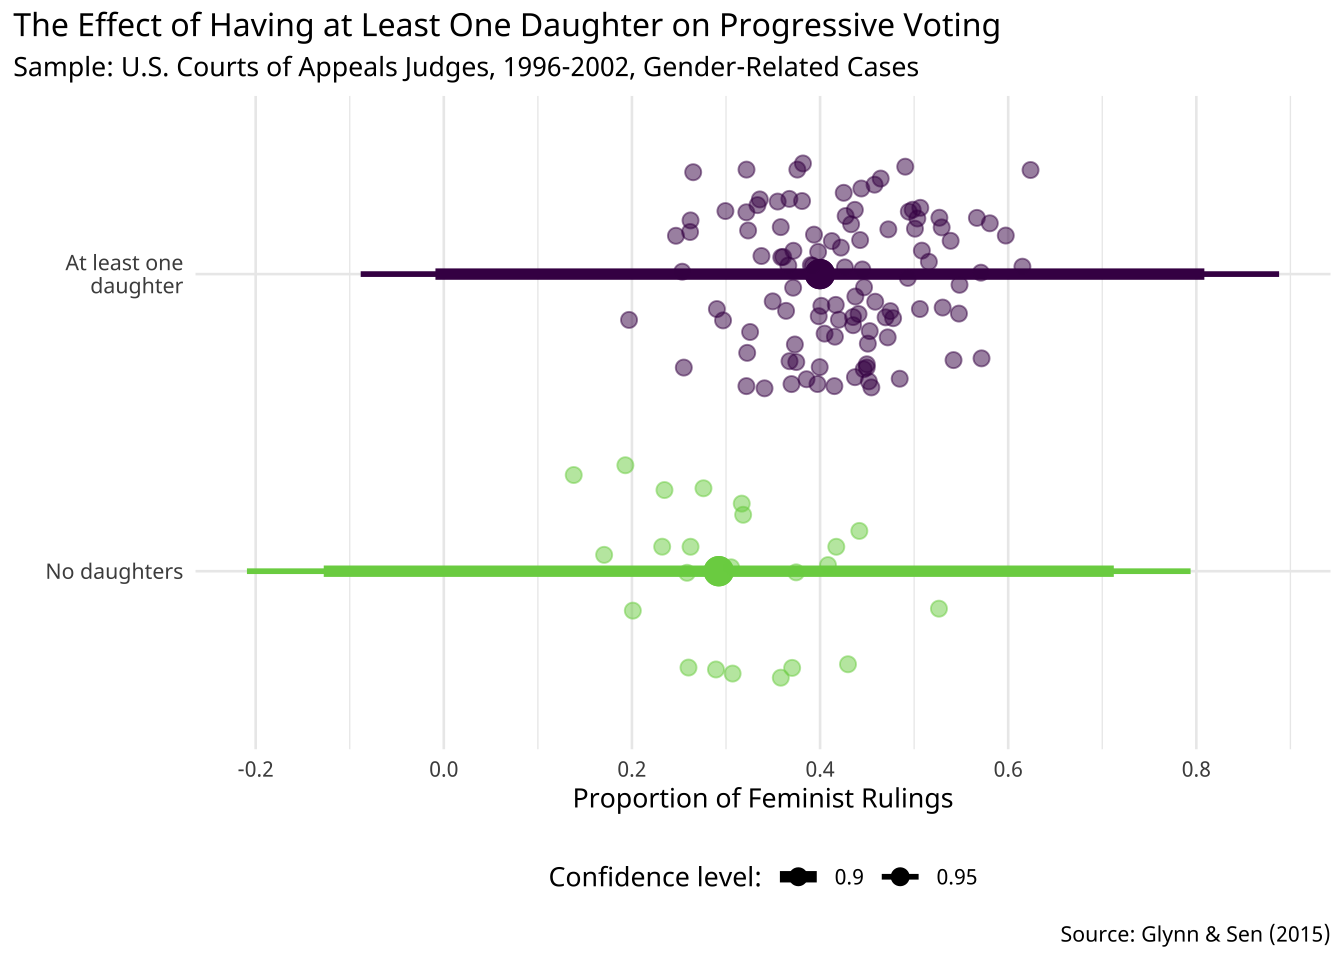 The Effect of Having at Least One Daughter on Progressive Voting
Sample: U.S. Courts of Appeals Judges, 1996-2002, Gender-Related Cases
At least one
daughter
No daughters
-0.2 0.0 0.2 0.4 0.6 0.8
Proportion of Feminist Rulings
Confidence level: 0.9 0.95
Source: Glynn & Sen (2015)